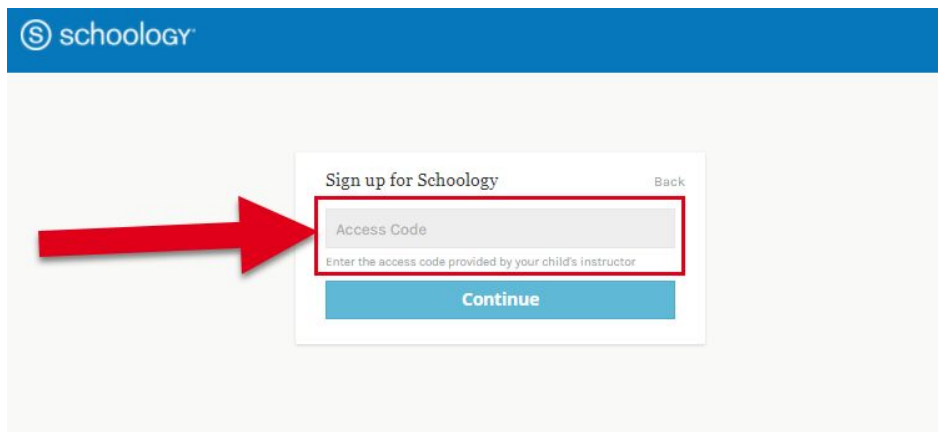 S schoology
Sign up for Schoology
Back
Access Code
Enter the access code provided by your child's instructor
Continue